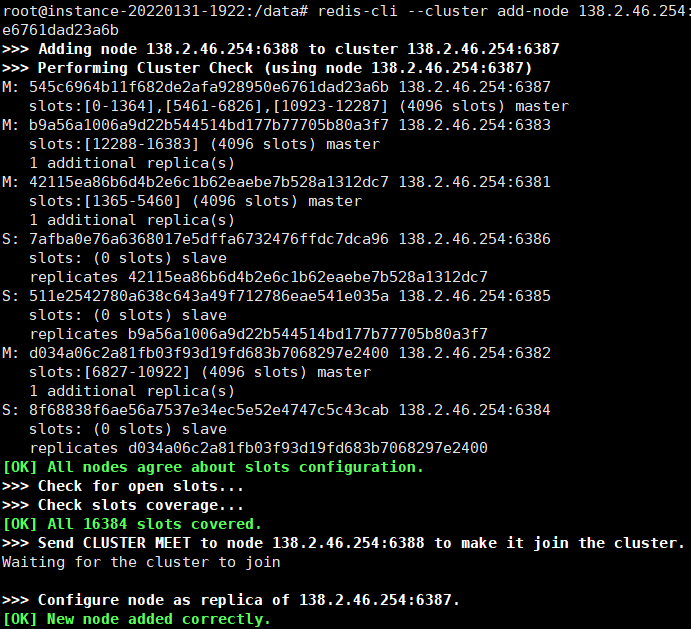 root@instance-20220131-1922:/data# redis-cli --cluster add-node 138.2.46.254:
e6761dad23a6b
>>> Adding node 138.2.46.254:6388 to cluster 138.2.46.254:6387
>>> Performing Cluster Check (using node 138.2.46.254:6387)
M: 545c6964b11f682de2afa928950e6761dad23a6b 138.2.46.254:6387
   slots:[0-1364],[5461-6826],[10923-12287] (4096 slots) master
M: b9a56a1006a9d22b544514bd177b77705b80a3f7 138.2.46.254:6383
   slots:[12288-16383] (4096 slots) master
   1 additional replica(s)
M: 42115ea86b6d4b2e6c1b62eaebe7b528a1312dc7 138.2.46.254:6381
   slots:[1365-5460] (4096 slots) master
   1 additional replica(s)
S: 7afba0e76a6368017e5dffa6732476ffdc7dca96 138.2.46.254:6386
   slots: (0 slots) slave
   replicates 42115ea86b6d4b2e6c1b62eaebe7b528a1312dc7
S: 511e2542780a638c643a49f712786eae541e035a 138.2.46.254:6385
   slots: (0 slots) slave
   replicates b9a56a1006a9d22b544514bd177b77705b80a3f7
M: d034a06c2a81fb03f93d19fd683b7068297e2400 138.2.46.254:6382
   slots:[6827-10922] (4096 slots) master
   1 additional replica(s)
S: 8f68838f6ae56a7537e34ec5e52e4747c5c43cab 138.2.46.254:6384
   slots: (0 slots) slave
   replicates d034a06c2a81fb03f93d19fd683b7068297e2400
[OK] All nodes agree about slots configuration.
>>> Check for open slots...
>>> Check slots coverage...
[OK] All 16384 slots covered.
>>> Send CLUSTER MEET to node 138.2.46.254:6388 to make it join the cluster.
Waiting for the cluster to join
>>> Configure node as replica of 138.2.46.254:6387.
[OK] New node added correctly.